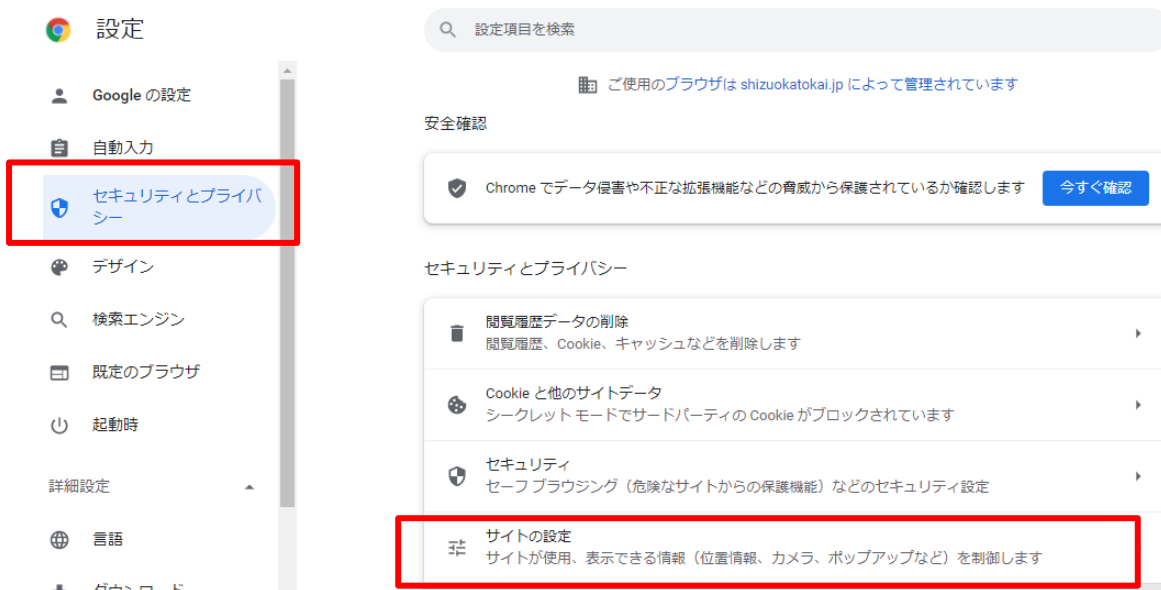 設定
設定項目を検索
Google の設定
自動入力
セキュリティとプライバ
シー
デザイン
検索エンジン
既定のブラウザ
起動時
詳細設定
言語
ダウンロード
ご使用のブラウザは shizuokatokai.jp によって管理されています
安全確認
Chrome でデータ侵害や不正な拡張機能などの脅威から保護されているか確認します
今すぐ確認
セキュリティとプライバシー
閲覧履歴データの削除
閲覧履歴、Cookie、キャッシュなどを削除します
Cookie と他のサイトデータ
シークレット モードでサードパーティの Cookie がブロックされています
セキュリティ
セーフ ブラウジング（危険なサイトからの保護機能）などのセキュリティ設定
サイトの設定
サイトが使用、表示できる情報（位置情報、カメラ、ポップアップなど）を制御します